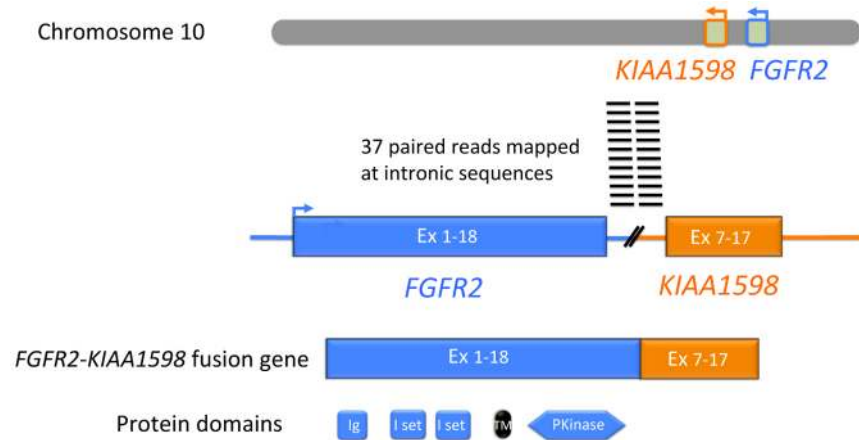 Chromosome 10
KIAA1598 FGFR2
37 paired reads mapped
at intronic sequences
Ex 1-18 Ex 7-17
FGFR2 KIAA1598
FGFR2-KIAA1598 fusion gene Ex 1-18 Ex 7-17
Protein domains Ig I set I set TM PKinase